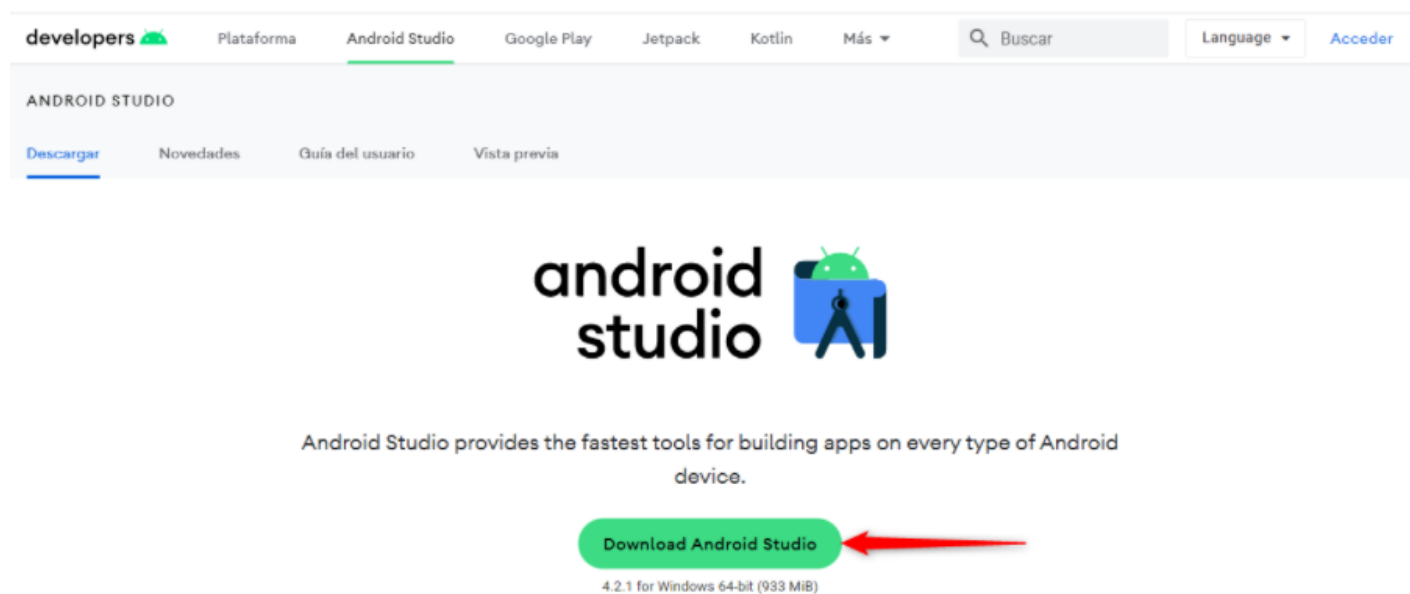 developers Plataforma Android Studio Google Play Jetpack Kotlin Más Buscar Language Acceder
ANDROID STUDIO
Descargar Novedades Guía del usuario Vista previa
android
studio
Android Studio provides the fastest tools for building apps on every type of Android
device.
Download Android Studio
4.2.1 for Windows 64-bit (933 MiB)